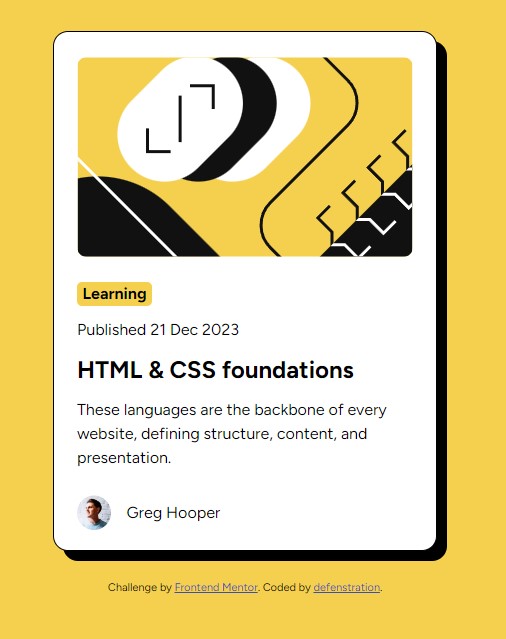 Learning
Published 21 Dec 2023
HTML & CSS foundations
These languages are the backbone of every
website, defining structure, content, and
presentation.
Greg Hooper
Challenge by Frontend Mentor. Coded by defenstration.